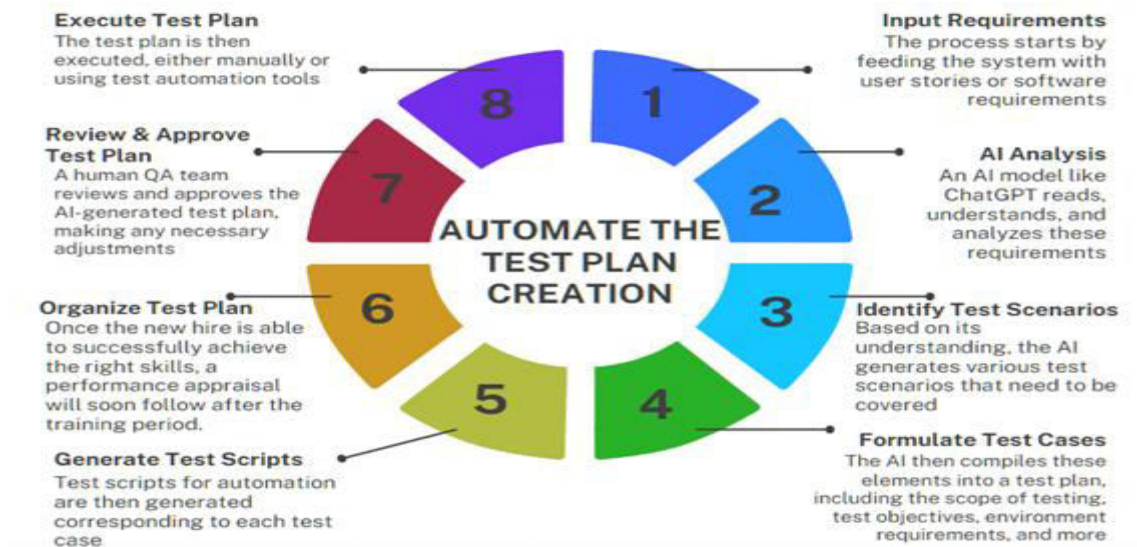 AUTOMATE THE
TEST PLAN
CREATION
1
Input Requirements
The process starts by
feeding the system with
user stories or software
requirements
2
AI Analysis
An AI model like
ChatGPT reads,
understands, and
analyzes these
requirements
3
Identify Test Scenarios
Based on its
understanding, the AI
generates various test
scenarios that need to be
covered
4
Formulate Test Cases
The AI then compiles these
elements into a test plan,
including the scope of testing,
test objectives, environment
requirements, and more
5
Generate Test Scripts
Test scripts for automation
are then generated
corresponding to each test
case
6
Organize Test Plan
Once the new hire is able
to successfully achieve
the right skills, a
performance appraisal
will soon follow after the
training period.
7
Review & Approve
Test Plan
A human QA team
reviews and approves the
AI-generated test plan,
making any necessary
adjustments
8
Execute Test Plan
The test plan is then
executed, either manually or
using test automation tools